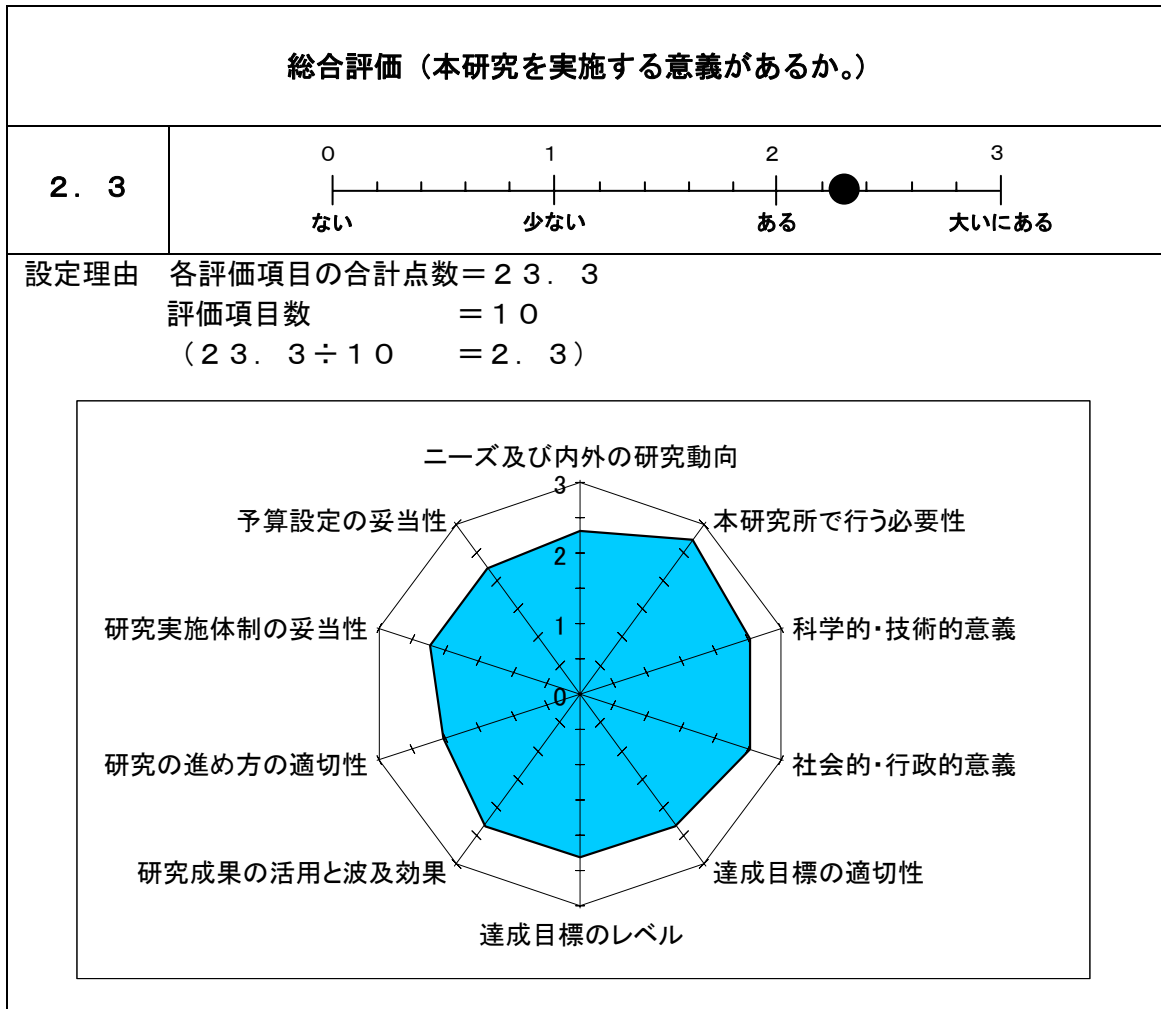 総合評価（本研究を実施する意義があるか。）
２．３
0 1 2 3
ない 少ない ある 大いにある
設定理由 各評価項目の合計点数＝２３．３
評価項目数 ＝１０
（２３．３÷１０ ＝２．３）
ニーズ及び内外の研究動向
3
予算設定の妥当性 本研究所で行う必要性
2
研究実施体制の妥当性 1 科学的・技術的意義
0
研究の進め方の適切性 社会的・行政的意義
研究成果の活用と波及効果 達成目標の適切性
達成目標のレベル